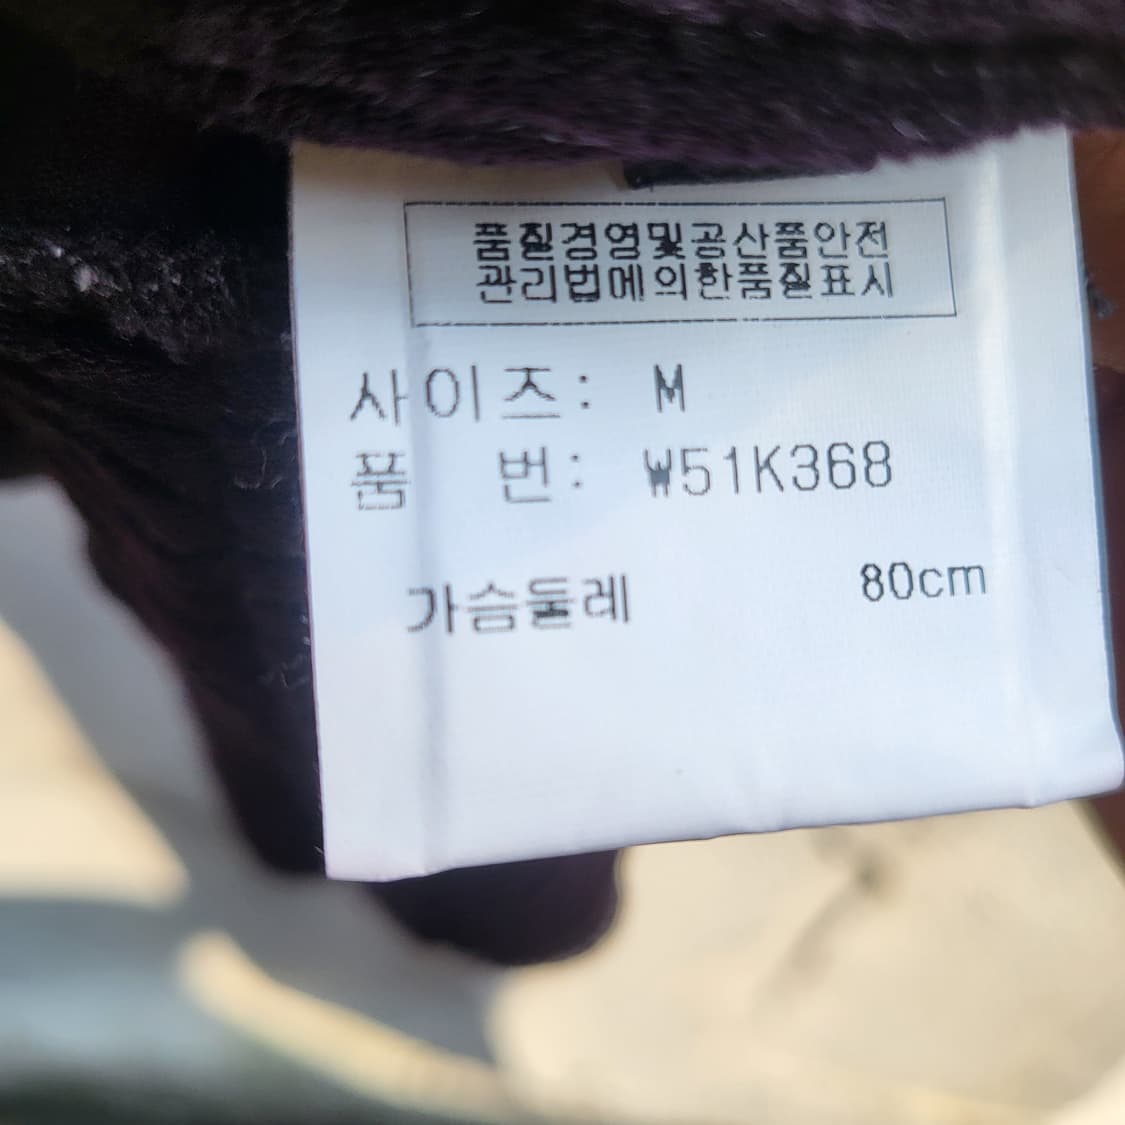 품질경영및공산품안전
관리법에의한품질표시
사이즈: M
품 번: W51K368
가슴둘레 80cm